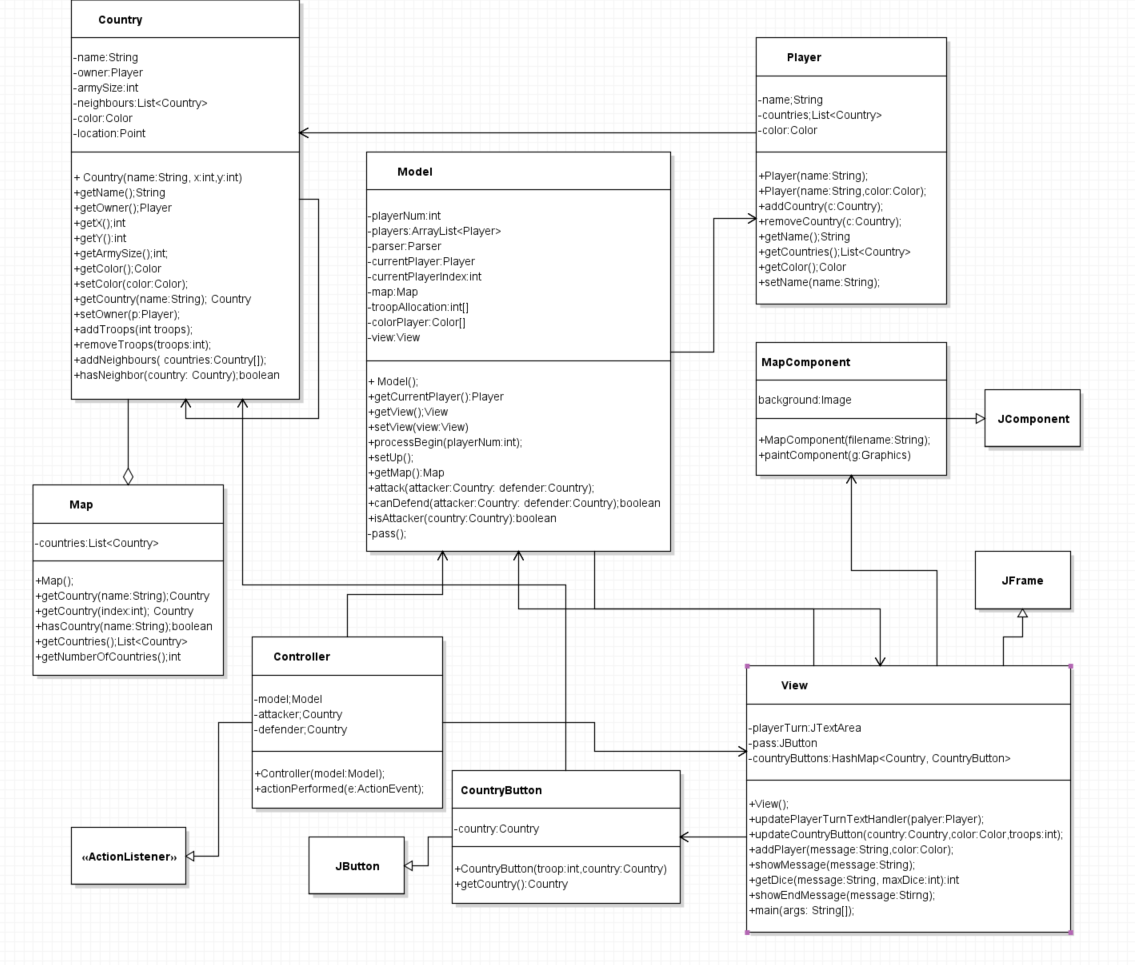 Country
-name:String
-owner:Player
-armySize:int
-neighbours:List<Country>
-color:Color
-location:Point
+ Country(name:String, x:int,y:int)
+getName();String
+getOwner();Player
+getX();int
+getY():int
+getArmySize();int;
+getColor();Color
+setColor(color:Color);
+getCountry(name:String); Country
+setOwner(p:Player);
+addTroops(int troops);
+removeTroops(troops:int);
+addNeighbours( countries:Country[]);
+hasNeighbor(country: Country);boolean
Player
-name;String
-countries;List<Country>
-color:Color
+Player(name:String);
+Player(name:String,color:Color);
+addCountry(c:Country);
+removeCountry(c:Country);
+getName();String
+getCountries();List<Country>
+getColor();Color
+setName(name:String);
Model
-playerNum:int
-players:ArrayList<Player>
-parser:Parser
-currentPlayer:Player
-currentPlayerIndex:int
-map:Map
-troopAllocation:int[]
-colorPlayer:Color[]
-view:View
+ Model();
+getCurrentPlayer():Player
+getView();View
+setView(view:View)
+processBegin(playerNum:int);
+setUp();
+getMap():Map
+attack(attacker:Country: defender:Country);
+canDefend(attacker:Country: defender:Country);boolean
+isAttacker(country:Country):boolean
-pass();
MapComponent
background:Image
+MapComponent(filename:String);
+paintComponent(g:Graphics)
JComponent
Map
-countries:List<Country>
+Map();
+getCountry(name:String);Country
+getCountry(index:int); Country
+hasCountry(name:String);boolean
+getCountries();List<Country>
+getNumberOfCountries();int
JFrame
Controller
-model;Model
-attacker;Country
-defender;Country
+Controller(model:Model);
+actionPerformed(e:ActionEvent);
View
-playerTurn:JTextArea
-pass:JButton
-countryButtons:HashMap<Country, CountryButton>
+View();
+updatePlayerTurnTextHandler(palyer:Player);
+updateCountryButton(country:Country,color:Color,troops:int);
+addPlayer(message:String,color:Color);
+showMessage(message:String);
+getDice(message:String, maxDice:int):int
+showEndMessage(message:Stirng);
+main(args: String[]);
CountryButton
-country:Country
+CountryButton(troop:int,country:Country)
+getCountry():Country
«ActionListener»
JButton